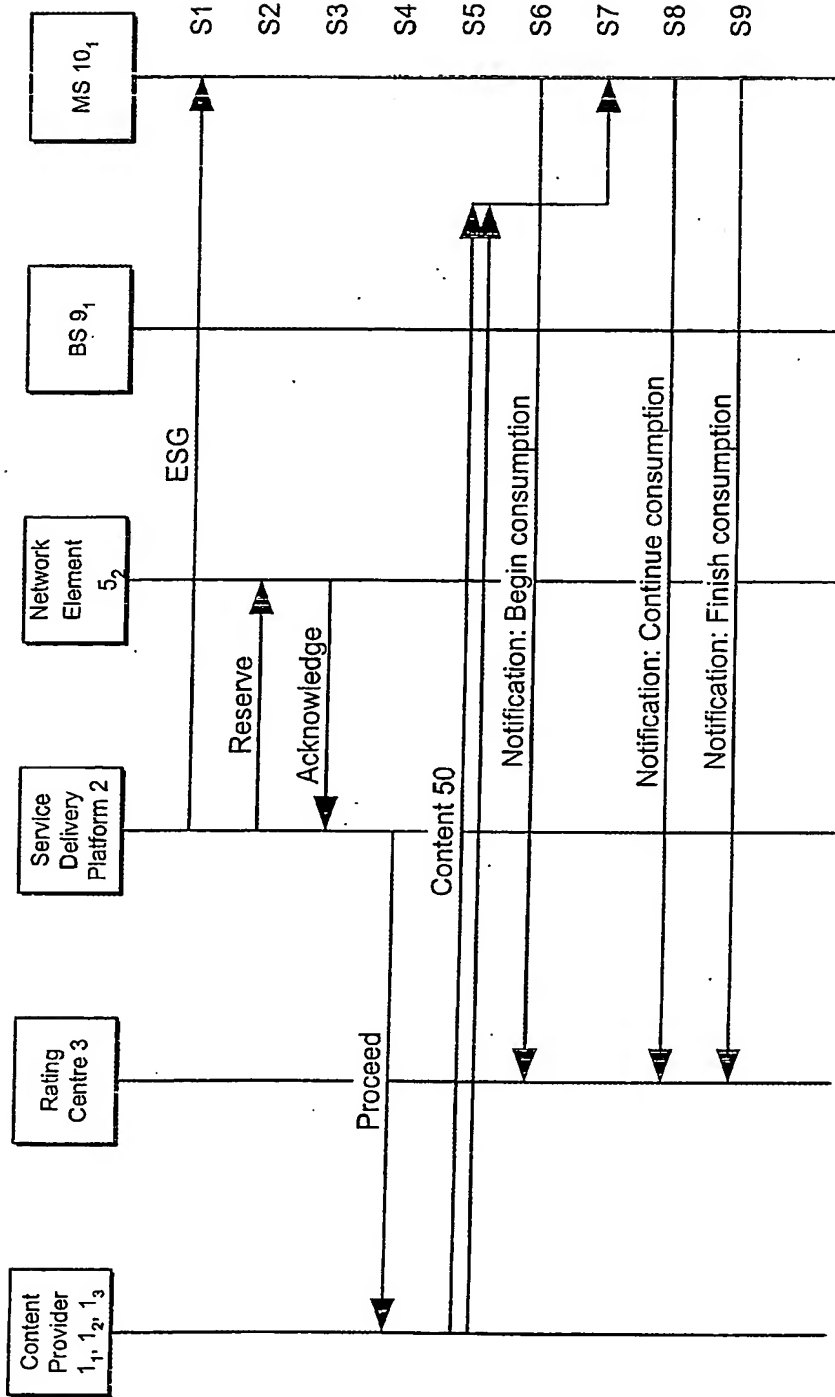 Content
Provider
1₁, 1₂, 1₃
Rating
Centre 3
Service
Delivery
Platform 2
Network
Element
5₂
BS 9₁
MS 10₁
ESG
S1
Reserve
S2
Acknowledge
S3
Proceed
S4
Content 50
S5
Notification: Begin consumption
S6
S7
Notification: Continue consumption
S8
Notification: Finish consumption
S9